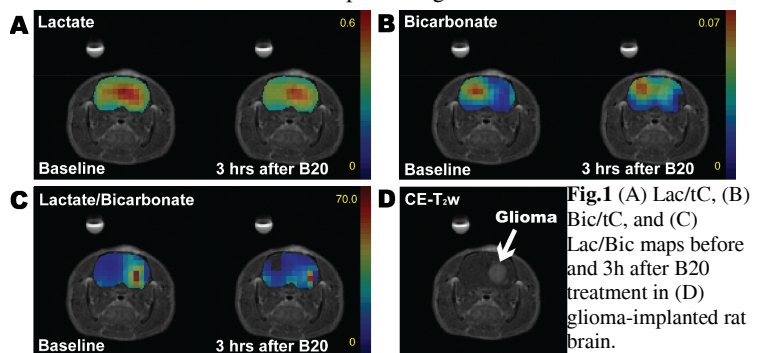 A
Lactate
0.6
Baseline
3 hrs after B20
0
B
Bicarbonate
0.07
Baseline
3 hrs after B20
0
C
Lactate/Bicarbonate
70.0
Baseline
3 hrs after B20
0
D
CE-T₂w
Glioma
Fig.1 (A) Lac/tC, (B)
Bic/tC, and (C)
Lac/Bic maps before
and 3h after B20
treatment in (D)
glioma-implanted rat
brain.